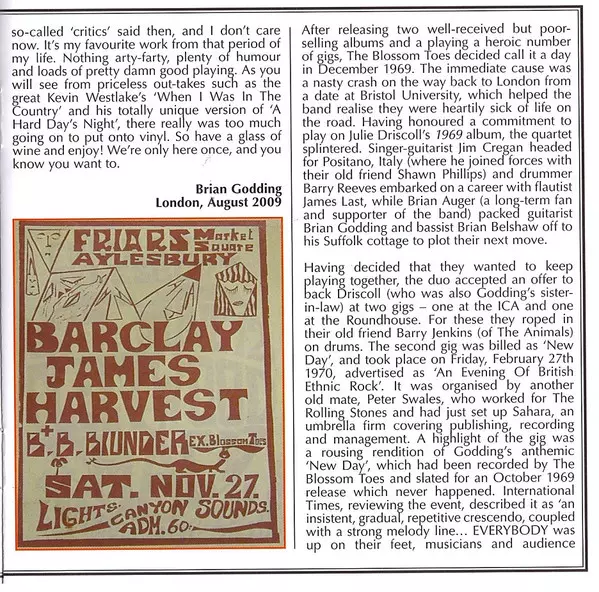 so-called ‘critics’ said then, and I don’t care
now. It’s my favourite work from that period of
my life. Nothing arty-farty, plenty of humour
and loads of pretty damn good playing. As you
will see from priceless out-takes such as the
great Kevin Westlake’s ‘When I Was In The
Country’ and his totally unique version of ‘A
Hard Day’s Night’, there really was too much
going on to put onto vinyl. So have a glass of
wine and enjoy! We’re only here once, and you
know you want to.
Brian Godding
London, August 2009
FRIARS Market
Square
AYLESBURY
BARCLAY
JAMES
HARVEST
+
B.B. BLUNDER EX.Blossom Toes
SAT. NOV. 27.
LIGHTS: CANYON SOUNDS.
ADM. 60
After releasing two well-received but poor-
selling albums and a playing a heroic number
of gigs, The Blossom Toes decided call it a day
in December 1969. The immediate cause was
a nasty crash on the way back to London from
a date at Bristol University, which helped the
band realise they were heartily sick of life on
the road. Having honoured a commitment to
play on Julie Driscoll’s 1969 album, the quartet
splintered. Singer-guitarist Jim Cregan headed
for Positano, Italy (where he joined forces with
their old friend Shawn Phillips) and drummer
Barry Reeves embarked on a career with flautist
James Last, while Brian Auger (a long-term fan
and supporter of the band) packed guitarist
Brian Godding and bassist Brian Belshaw off to
his Suffolk cottage to plot their next move.
Having decided that they wanted to keep
playing together, the duo accepted an offer to
back Driscoll (who was also Godding’s sister-
in-law) at two gigs – one at the ICA and one
at the Roundhouse. For these they roped in
their old friend Barry Jenkins (of The Animals)
on drums. The second gig was billed as ‘New
Day’, and took place on Friday, February 27th
1970, advertised as ‘An Evening Of British
Ethnic Rock’. It was organised by another
old mate, Peter Swales, who worked for The
Rolling Stones and had just set up Sahara, an
umbrella firm covering publishing, recording
and management. A highlight of the gig was
a rousing rendition of Godding’s anthemic
‘New Day’, which had been recorded by The
Blossom Toes and slated for an October 1969
release which never happened. International
Times, reviewing the event, described it as ‘an
insistent, gradual, repetitive crescendo, coupled
with a strong melody line... EVERYBODY was
up on their feet, musicians and audience